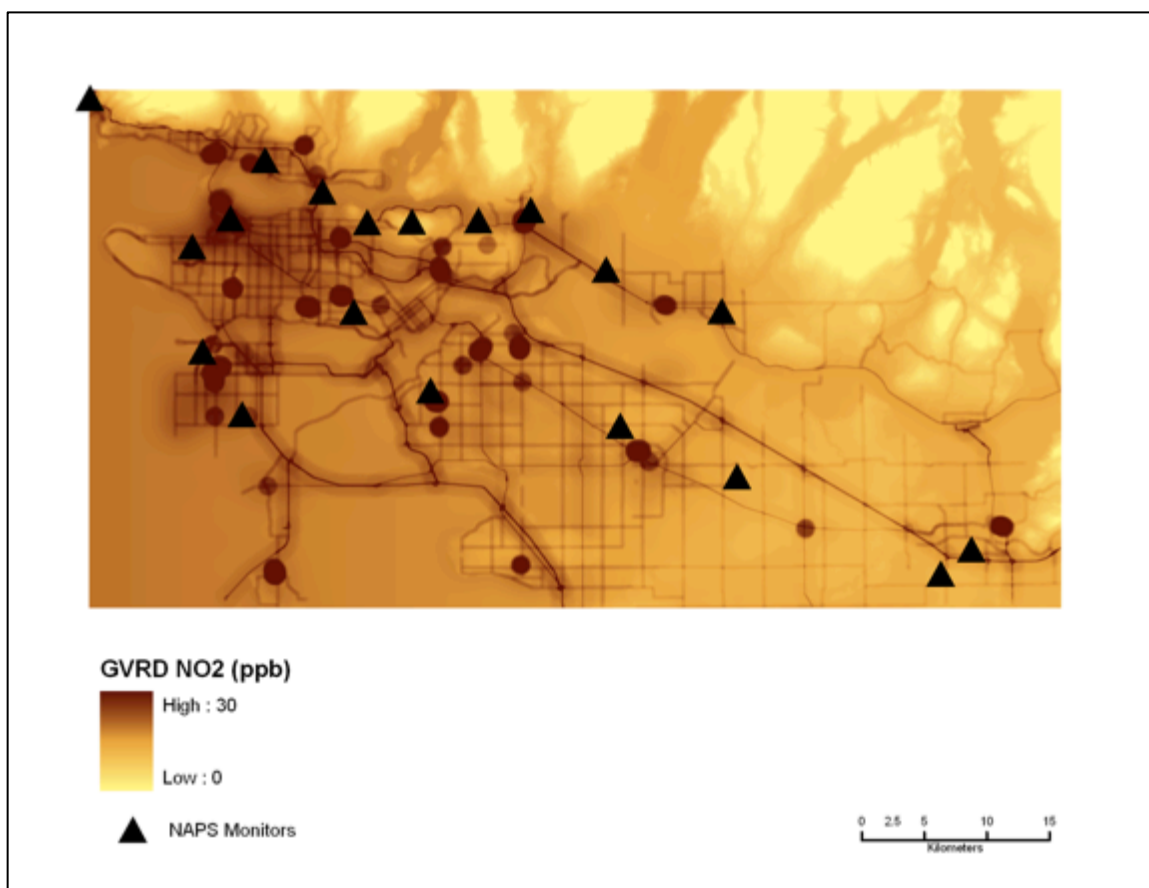 GVRD NO2 (ppb)
High : 30
Low : 0
NAPS Monitors
0 2.5 5 10 15
Kilometers